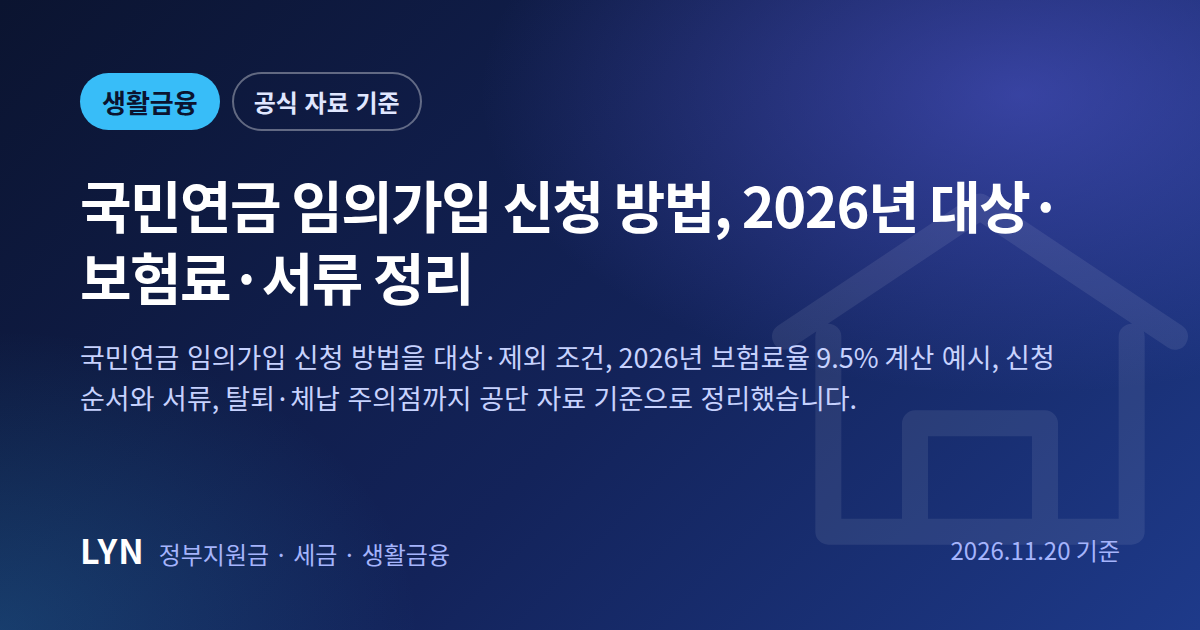 생활금융
공식 자료 기준
국민연금 임의가입 신청 방법, 2026년 대상·
보험료·서류 정리
국민연금 임의가입 신청 방법을 대상·제외 조건, 2026년 보험료율 9.5% 계산 예시, 신청
순서와 서류, 탈퇴·체납 주의점까지 공단 자료 기준으로 정리했습니다.
LYN 정부지원금 · 세금 · 생활금융
2026.11.20 기준